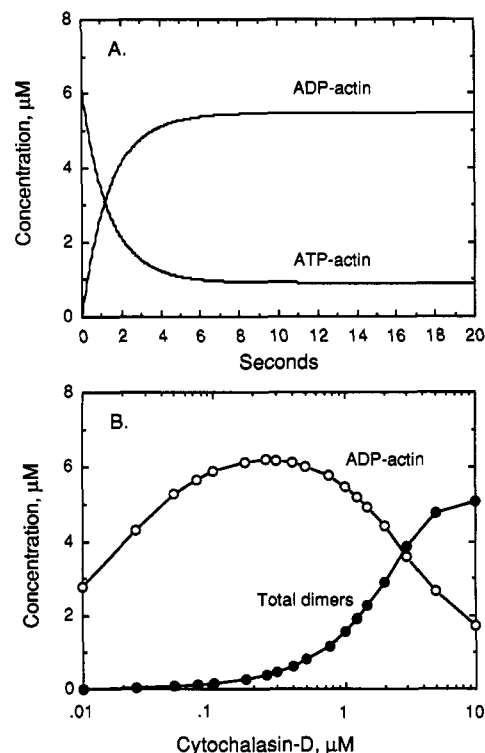 A.
8
6
4
2
0
Concentration, µM
ADP-actin
ATP-actin
0 2 4 6 8 10 12 14 16 18 20
Seconds
B.
8
6
4
2
0
Concentration, µM
ADP-actin
Total dimers
.01 .1 1 10
Cytochalasin-D, µM